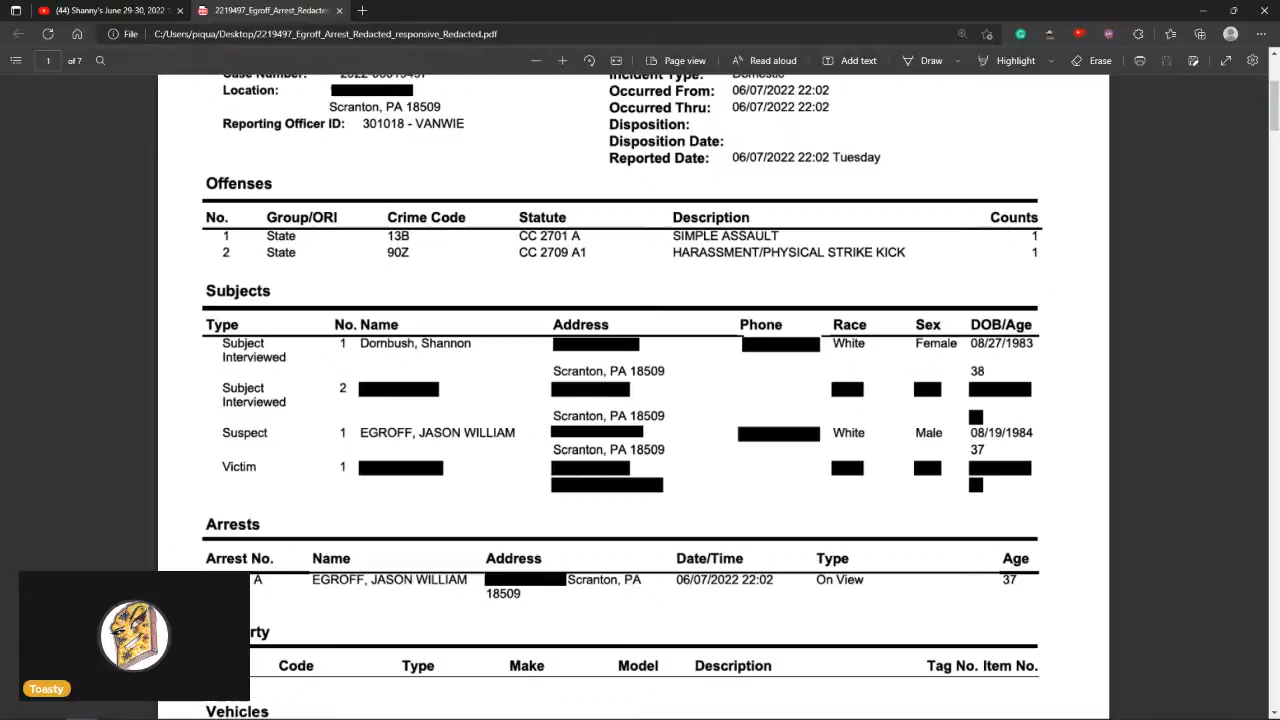 (44) Shanny's June 29-30, 2022
2219497_Egroff_Arrest_Redacted
File C:/Users/piqua/Desktop/2219497_Egroff_Arrest_Redacted_responsive_Redacted.pdf
1 of 7 Page view Read aloud Add text Draw Highlight Erase
Case Number: 2022-00019497 Incident Type: Domestic
Location: Occurred From: 06/07/2022 22:02
Scranton, PA 18509 Occurred Thru: 06/07/2022 22:02
Reporting Officer ID: 301018 - VANWIE Disposition:
Disposition Date:
Reported Date: 06/07/2022 22:02 Tuesday
Offenses
No. Group/ORI Crime Code Statute Description Counts
1 State 13B CC 2701 A SIMPLE ASSAULT 1
2 State 90Z CC 2709 A1 HARASSMENT/PHYSICAL STRIKE KICK 1
Subjects
Type No. Name Address Phone Race Sex DOB/Age
Subject 1 Dornbush, Shannon White Female 08/27/1983
Interviewed
Scranton, PA 18509 38
Subject 2
Interviewed
Scranton, PA 18509
Suspect 1 EGROFF, JASON WILLIAM White Male 08/19/1984
Scranton, PA 18509 37
Victim 1
Arrests
Arrest No. Name Address Date/Time Type Age
A EGROFF, JASON WILLIAM Scranton, PA 06/07/2022 22:02 On View 37
18509
rty
Code Type Make Model Description Tag No. Item No.
Toasty
Vehicles